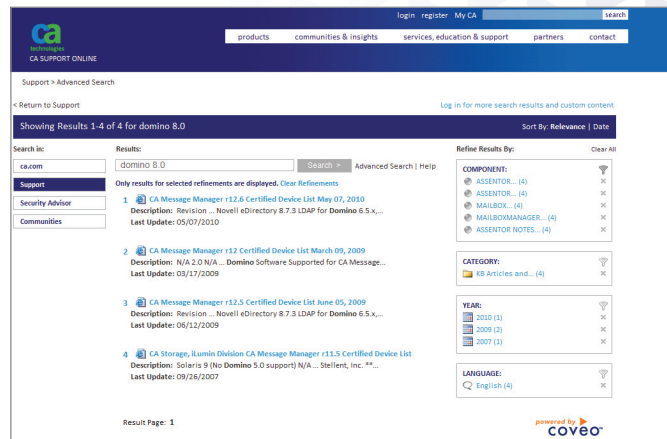 login register My CA search
ca
technologies
CA SUPPORT ONLINE
products communities & insights services, education & support partners contact
Support > Advanced Search
< Return to Support
Log in for more search results and custom content
Showing Results 1-4 of 4 for domino 8.0
Sort By: Relevance | Date
Search in:
ca.com
Support
Security Advisor
Communities
Results:
domino 8.0 Search > Advanced Search | Help
Only results for selected refinements are displayed. Clear Refinements
1 CA Message Manager r12.6 Certified Device List May 07, 2010
Description: Revision ... Novell eDirectory 8.7.3 LDAP for Domino 6.5.x,...
Last Update: 05/07/2010
2 CA Message Manager r12 Certified Device List March 09, 2009
Description: N/A 2.0 N/A ... Domino Software Supported for CA Message...
Last Update: 03/17/2009
3 CA Message Manager r12.5 Certified Device List June 05, 2009
Description: Revision ... Novell eDirectory 8.7.3 LDAP for Domino 6.5.x,...
Last Update: 06/12/2009
4 CA Storage, iLumin Division CA Message Manager r11.5 Certified Device List
Description: Solaris 9 (No Domino 5.0 support) N/A ... Stellent, Inc. **...
Last Update: 09/26/2007
Result Page: 1
Refine Results By: Clear All
COMPONENT:
ASSENTOR... (4)
ASSENTOR... (4)
MAILBOX... (4)
MAILBOXMANAGER... (4)
ASSENTOR NOTES... (4)
CATEGORY:
KB Articles and... (4)
YEAR:
2010 (1)
2009 (2)
2007 (1)
LANGUAGE:
English (4)
powered by
coveo